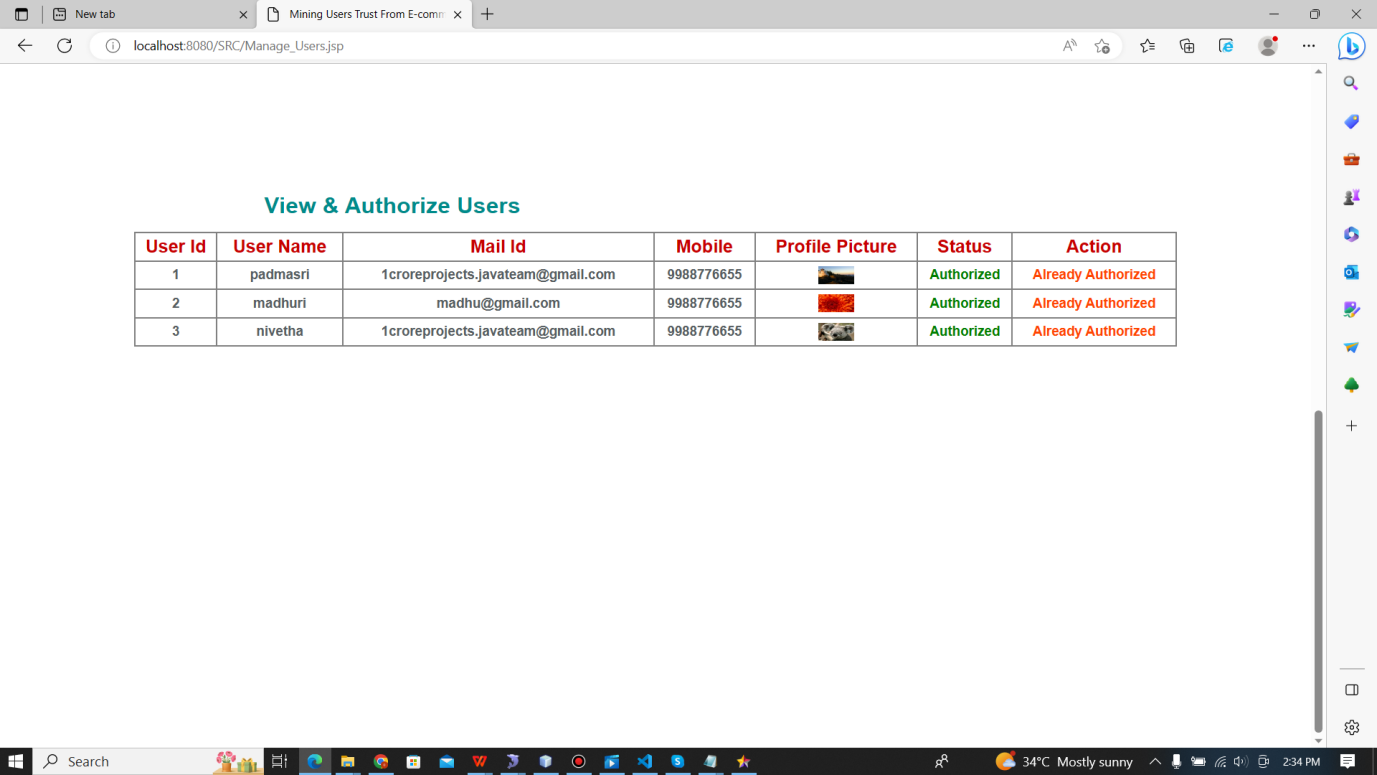 New tab
Mining Users Trust From E-comm
localhost:8080/SRC/Manage_Users.jsp
View & Authorize Users
User Id User Name Mail Id Mobile Profile Picture Status Action
1 padmasri 1croreprojects.javateam@gmail.com 9988776655 Authorized Already Authorized
2 madhuri madhu@gmail.com 9988776655 Authorized Already Authorized
3 nivetha 1croreprojects.javateam@gmail.com 9988776655 Authorized Already Authorized
Search
34°C Mostly sunny
2:34 PM